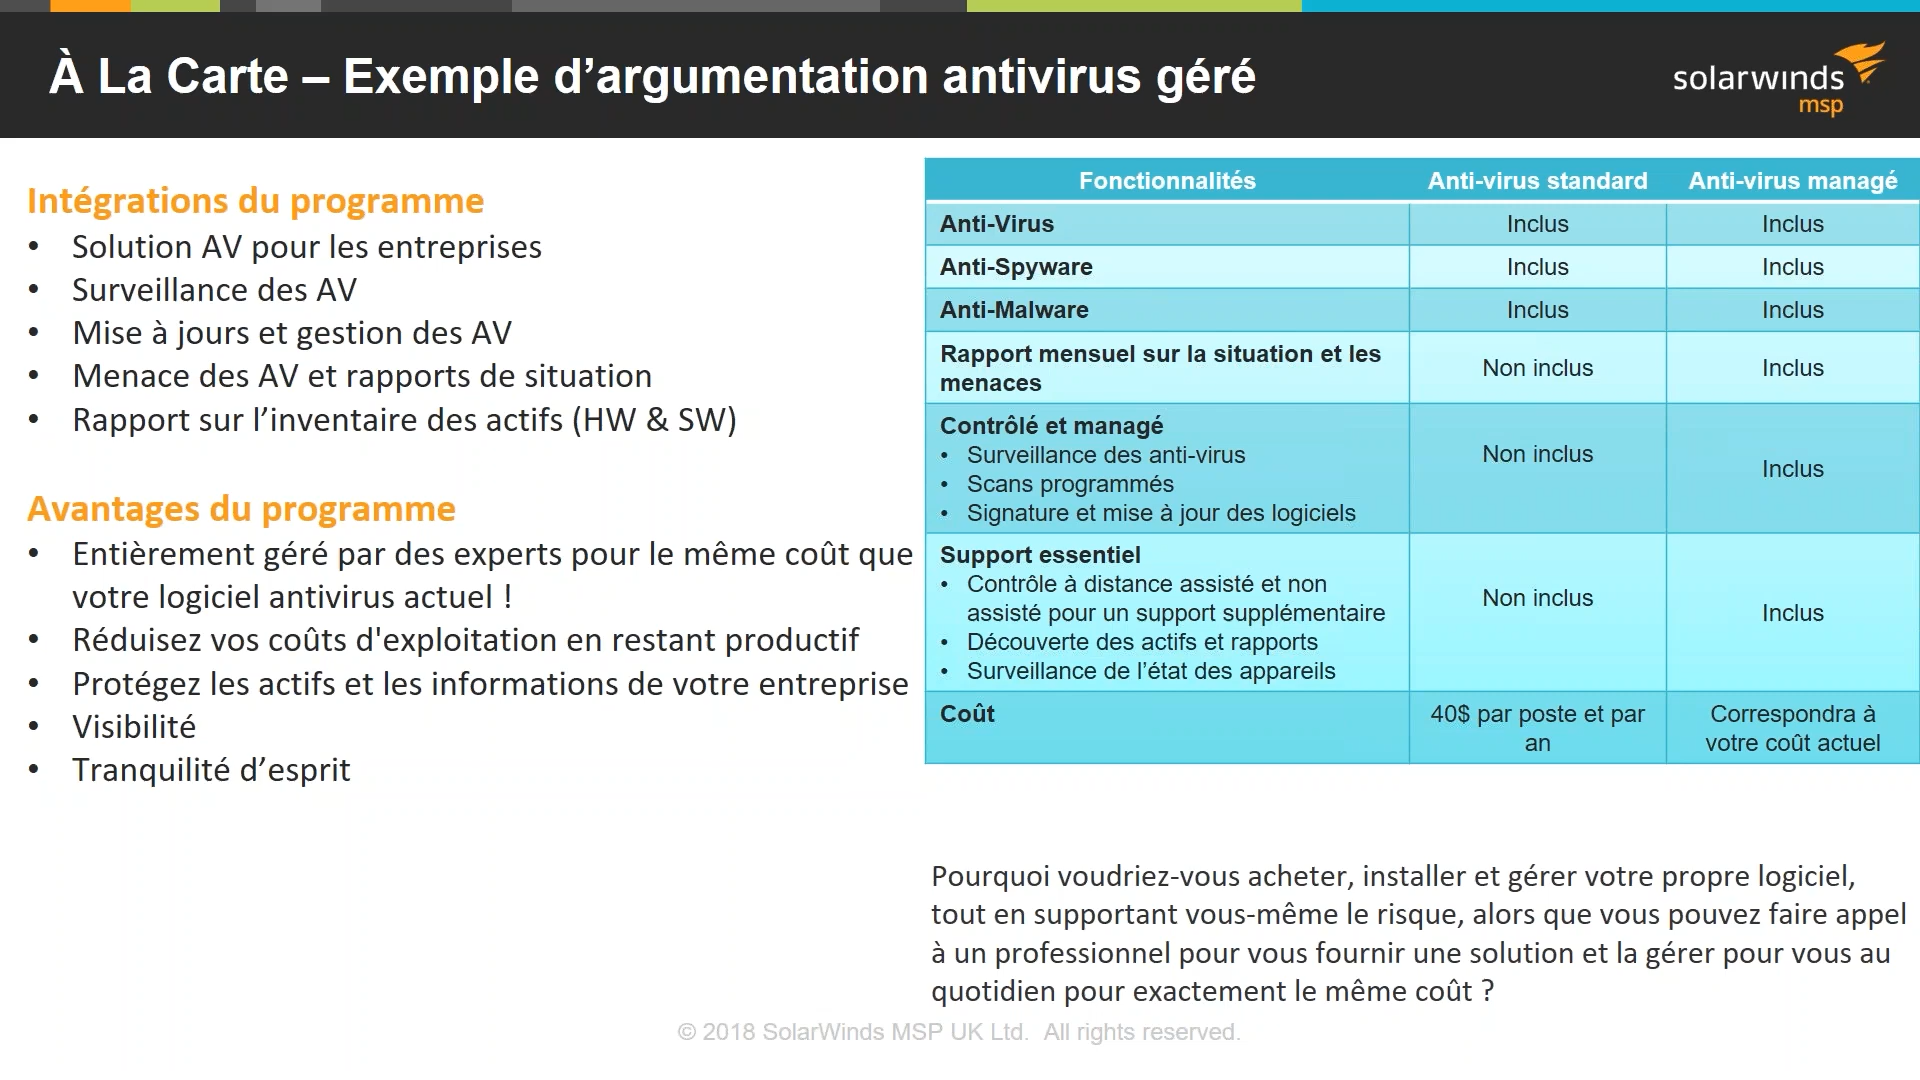 À La Carte – Exemple d’argumentation antivirus géré
solarwinds
msp
Intégrations du programme
• Solution AV pour les entreprises
• Surveillance des AV
• Mise à jours et gestion des AV
• Menace des AV et rapports de situation
• Rapport sur l’inventaire des actifs (HW & SW)
Avantages du programme
• Entièrement géré par des experts pour le même coût que
votre logiciel antivirus actuel !
• Réduisez vos coûts d'exploitation en restant productif
• Protégez les actifs et les informations de votre entreprise
• Visibilité
• Tranquilité d’esprit
Fonctionnalités Anti-virus standard Anti-virus managé
Anti-Virus Inclus Inclus
Anti-Spyware Inclus Inclus
Anti-Malware Inclus Inclus
Rapport mensuel sur la situation et les
menaces
Non inclus Inclus
Contrôlé et managé
• Surveillance des anti-virus
• Scans programmés
• Signature et mise à jour des logiciels
Non inclus
Inclus
Support essentiel
• Contrôle à distance assisté et non
assisté pour un support supplémentaire
• Découverte des actifs et rapports
• Surveillance de l’état des appareils
Non inclus
Inclus
Coût
40$ par poste et par
an
Correspondra à
votre coût actuel
Pourquoi voudriez-vous acheter, installer et gérer votre propre logiciel,
tout en supportant vous-même le risque, alors que vous pouvez faire appel
à un professionnel pour vous fournir une solution et la gérer pour vous au
quotidien pour exactement le même coût ?
© 2018 SolarWinds MSP UK Ltd. All rights reserved.